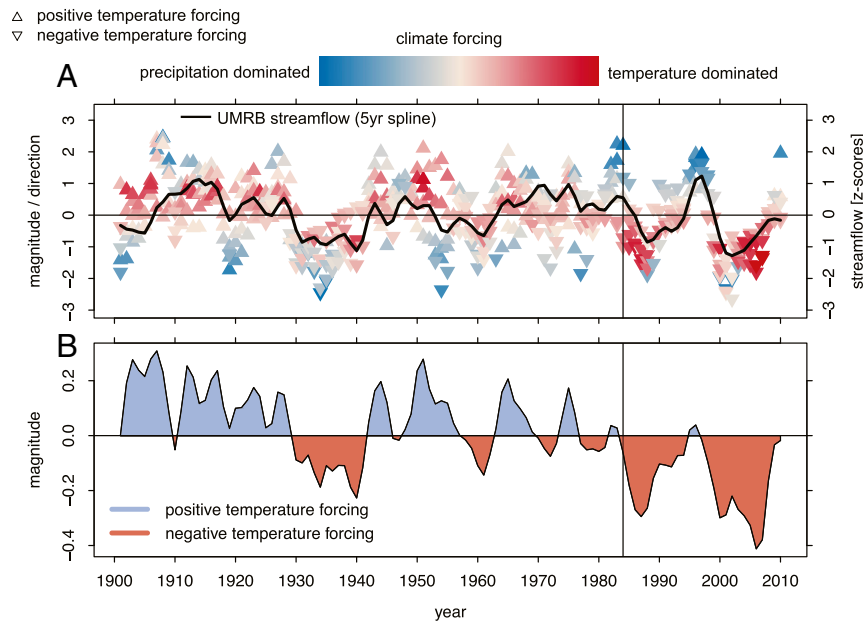 positive temperature forcing
negative temperature forcing
climate forcing
precipitation dominated
temperature dominated
A
UMRB streamflow (5yr spline)
magnitude / direction
3
2
1
0
−1
−2
−3
3
2
1
0
−1
−2
−3
streamflow [z-scores]
B
magnitude
0.2
0.0
−0.2
−0.4
positive temperature forcing
negative temperature forcing
1900 1910 1920 1930 1940 1950 1960 1970 1980 1990 2000 2010
year